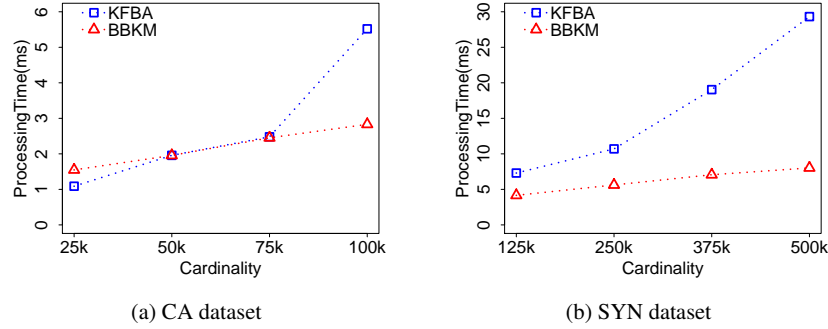 KFBA
BBKM
ProcessingTime(ms)
0
1
2
3
4
5
6
25k
50k
75k
100k
Cardinality
(a) CA dataset
KFBA
BBKM
ProcessingTime(ms)
0
5
10
15
20
25
30
125k
250k
375k
500k
Cardinality
(b) SYN dataset